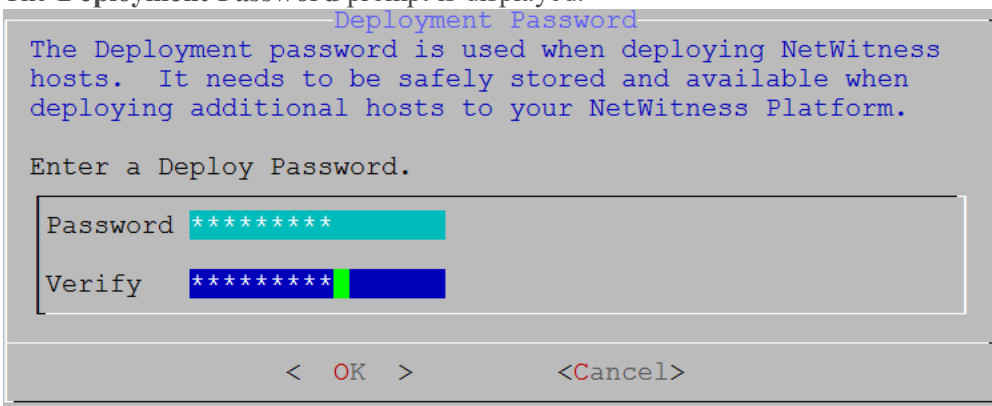 Deployment Password
The Deployment password is used when deploying NetWitness
hosts.  It needs to be safely stored and available when
deploying additional hosts to your NetWitness Platform.
Enter a Deploy Password.
Password *********
Verify *********
< OK > <Cancel>